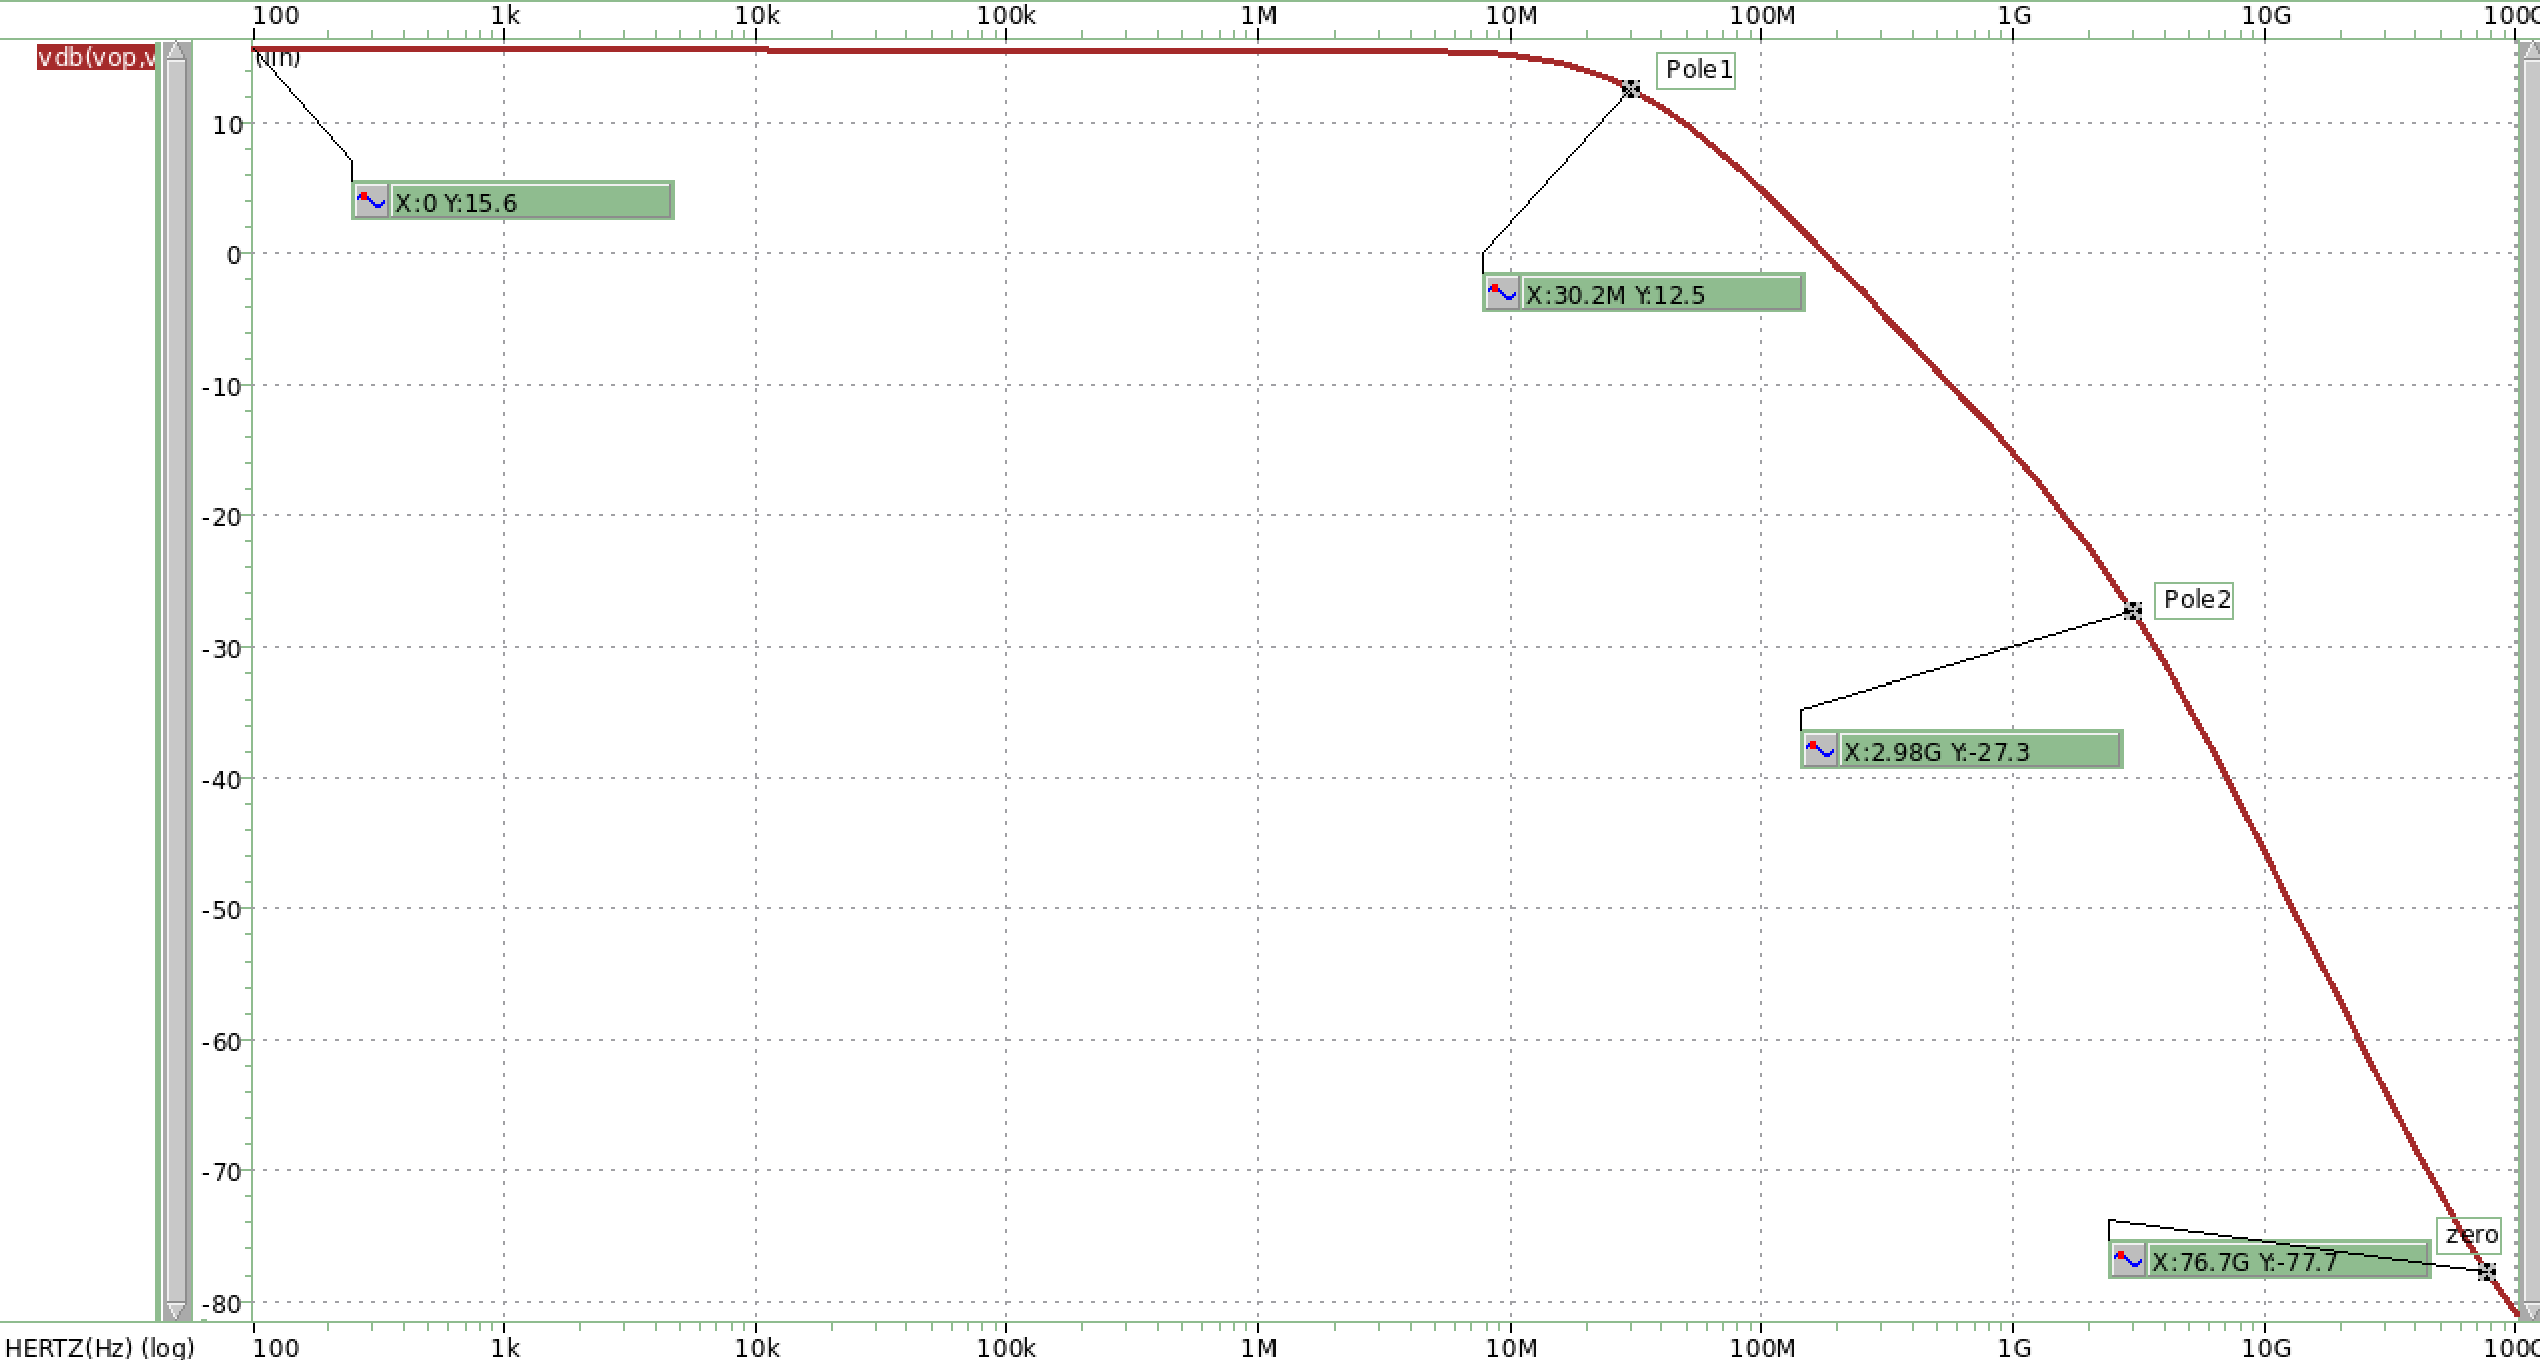 100 1k 10k 100k 1M 10M 100M 1G 10G 100G
vdb(vop,v
(lin)
Pole1
10
X:0 Y:15.6
0
X:30.2M Y:12.5
-10
-20
Pole2
-30
X:2.98G Y:-27.3
-40
-50
-60
-70
zero
X:76.7G Y:-77.7
-80
HERTZ(Hz) (log) 100 1k 10k 100k 1M 10M 100M 1G 10G 100G